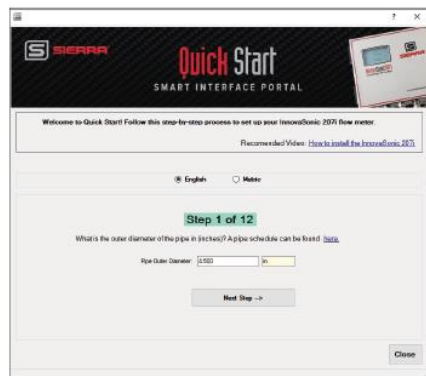 ? ×
S SIERRA
Quick Start
SMART INTERFACE PORTAL
Welcome to Quick Start! Follow this step-by-step process to set up your InnovaSonic 207i flow meter.
Recomended Video: How to install the InnovaSonic 207i
English Metric
Step 1 of 12
What is the outer diameter of the pipe in (inches)? A pipe schedule can be found here.
Pipe Outer Diameter: 4.500 in
Next Step -->
Close